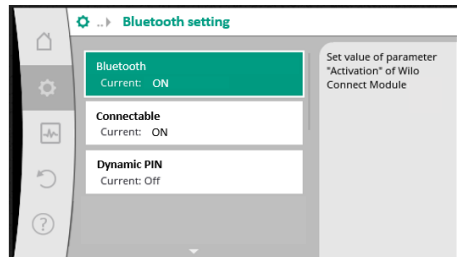 .. Bluetooth setting
Bluetooth
Current: ON
Connectable
Current: ON
Dynamic PIN
Current: Off
Set value of parameter
"Activation" of Wilo
Connect Module
?